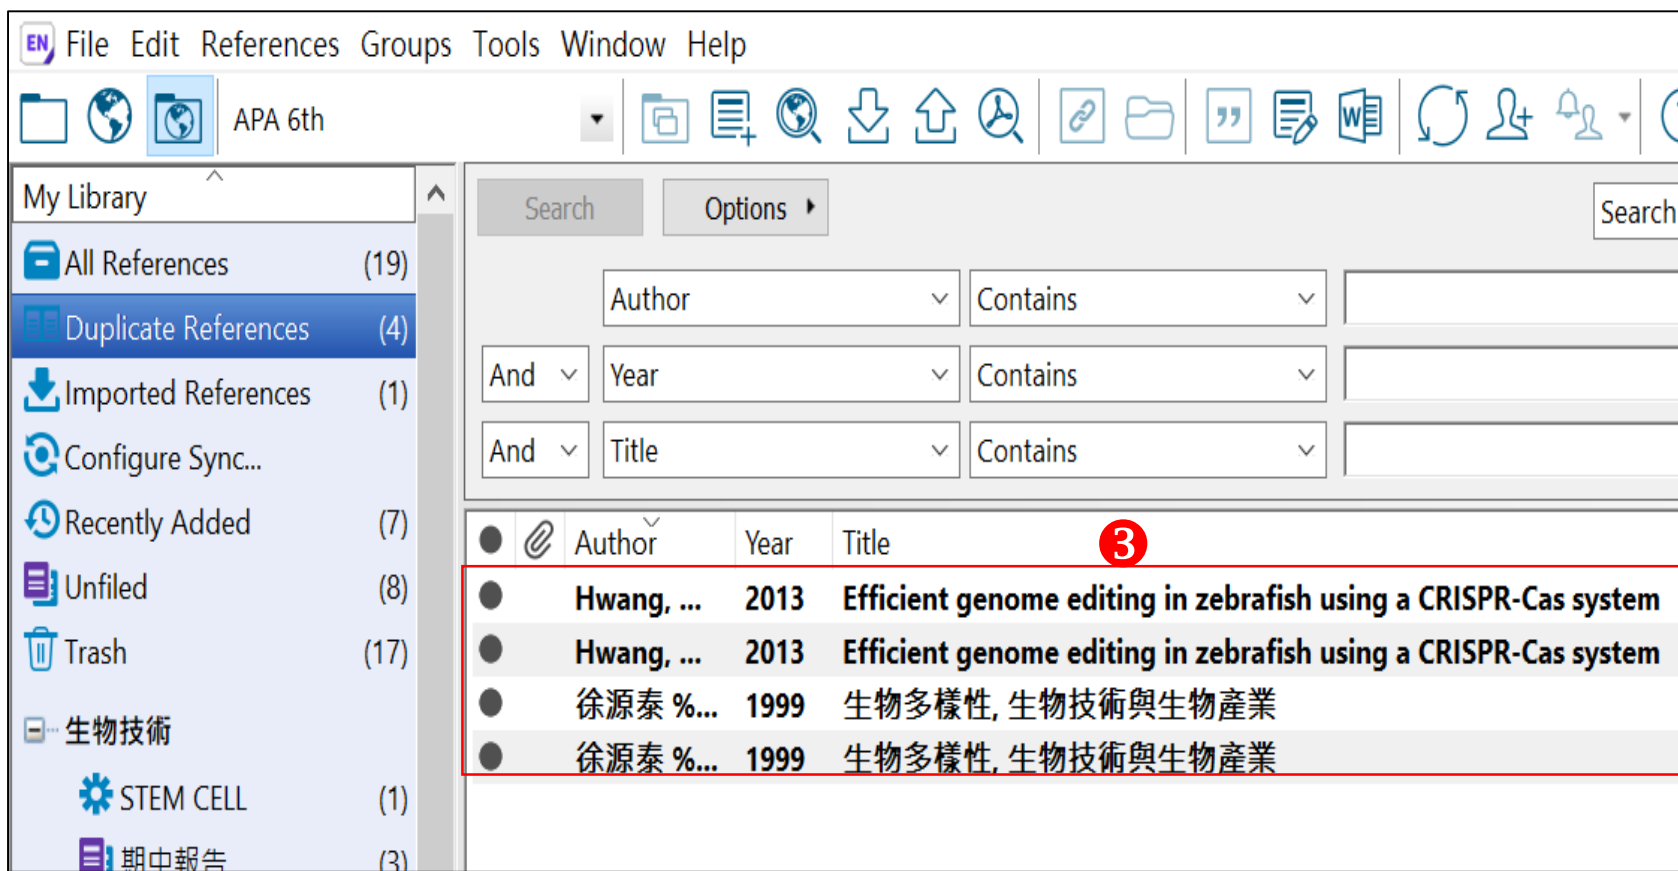 EN File Edit References Groups Tools Window Help
APA 6th
My Library
All References (19)
Duplicate References (4)
Imported References (1)
Configure Sync...
Recently Added (7)
Unfiled (8)
Trash (17)
生物技術
STEM CELL (1)
期中報告 (3)
Search Options Search
Author Contains
And Year Contains
And Title Contains
Author Year Title 3
Hwang, ... 2013 Efficient genome editing in zebrafish using a CRISPR-Cas system
Hwang, ... 2013 Efficient genome editing in zebrafish using a CRISPR-Cas system
徐源泰 %... 1999 生物多樣性, 生物技術與生物產業
徐源泰 %... 1999 生物多樣性, 生物技術與生物產業